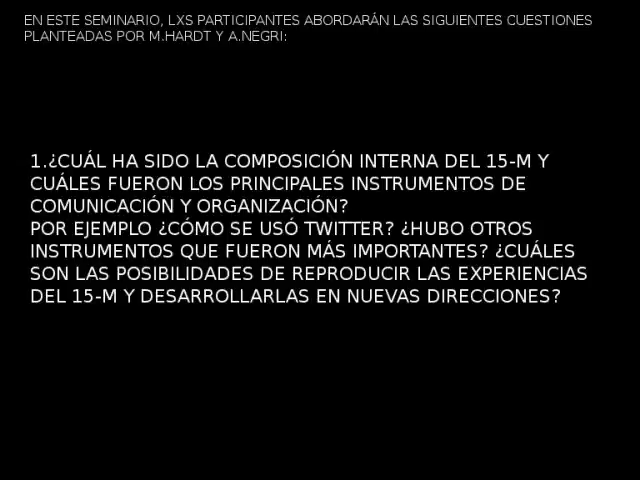 EN ESTE SEMINARIO, LXS PARTICIPANTES ABORDARÁN LAS SIGUIENTES CUESTIONES
PLANTEADAS POR M.HARDT Y A.NEGRI:
1.¿CUÁL HA SIDO LA COMPOSICIÓN INTERNA DEL 15-M Y
CUÁLES FUERON LOS PRINCIPALES INSTRUMENTOS DE
COMUNICACIÓN Y ORGANIZACIÓN?
POR EJEMPLO ¿CÓMO SE USÓ TWITTER? ¿HUBO OTROS
INSTRUMENTOS QUE FUERON MÁS IMPORTANTES? ¿CUÁLES
SON LAS POSIBILIDADES DE REPRODUCIR LAS EXPERIENCIAS
DEL 15-M Y DESARROLLARLAS EN NUEVAS DIRECCIONES?